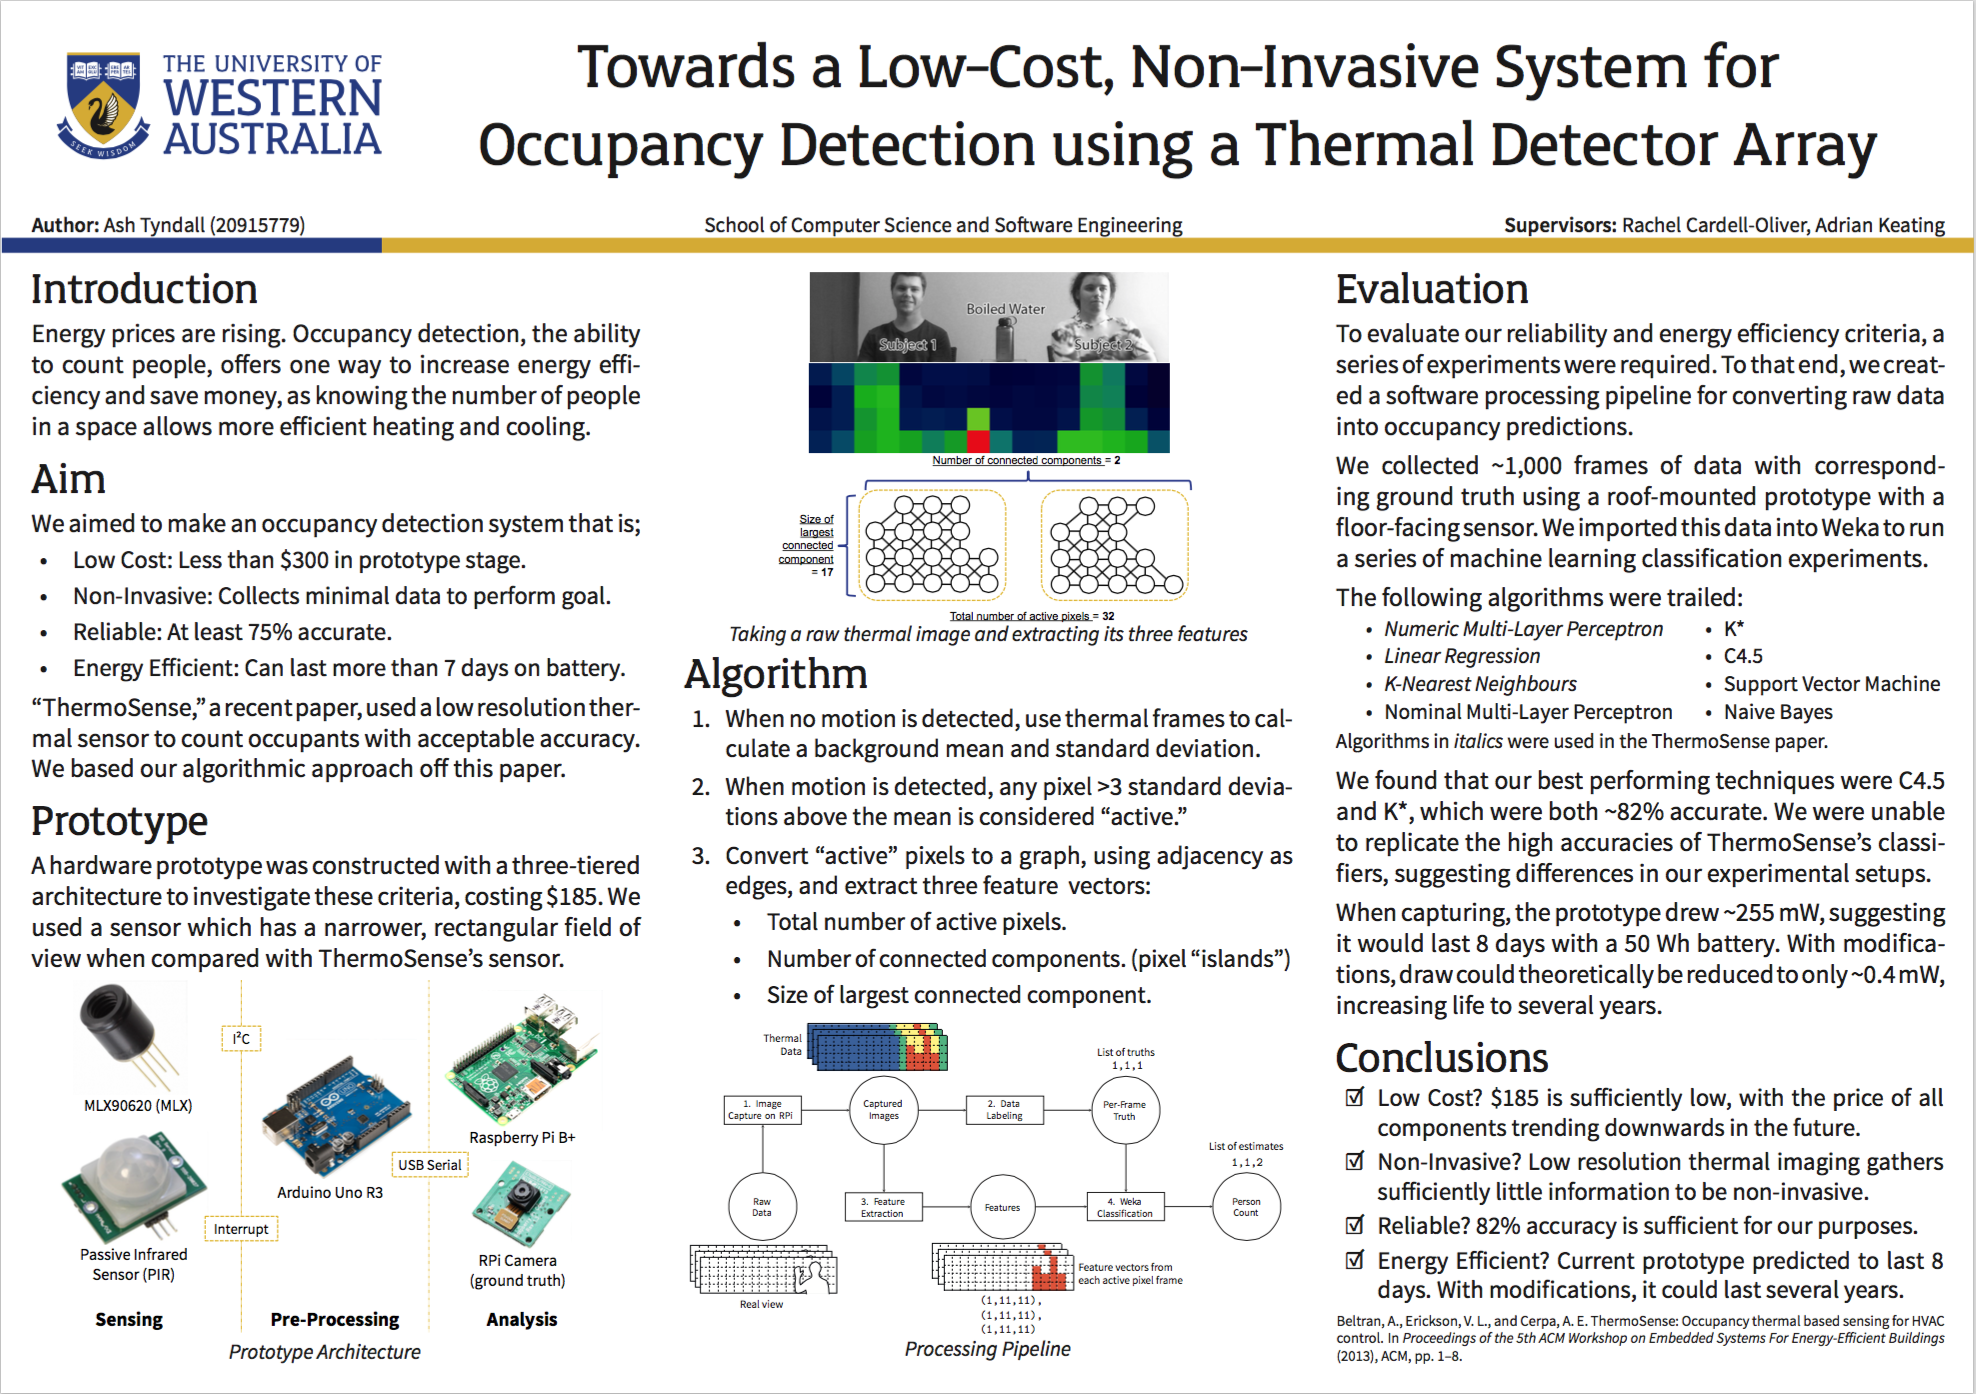 THE UNIVERSITY OF
WESTERN
AUSTRALIA
SEEK WISDOM
Towards a Low-Cost, Non-Invasive System for
Occupancy Detection using a Thermal Detector Array
Author: Ash Tyndall (20915779)
School of Computer Science and Software Engineering
Supervisors: Rachel Cardell-Oliver, Adrian Keating
Introduction
Energy prices are rising. Occupancy detection, the ability
to count people, offers one way to increase energy effi-
ciency and save money, as knowing the number of people
in a space allows more efficient heating and cooling.
Aim
We aimed to make an occupancy detection system that is;
• Low Cost: Less than $300 in prototype stage.
• Non-Invasive: Collects minimal data to perform goal.
• Reliable: At least 75% accurate.
• Energy Efficient: Can last more than 7 days on battery.
“ThermoSense,” a recent paper, used a low resolution ther-
mal sensor to count occupants with acceptable accuracy.
We based our algorithmic approach off this paper.
Prototype
A hardware prototype was constructed with a three-tiered
architecture to investigate these criteria, costing $185. We
used a sensor which has a narrower, rectangular field of
view when compared with ThermoSense’s sensor.
I²C
MLX90620 (MLX)
Raspberry Pi B+
USB Serial
Arduino Uno R3
Interrupt
Passive Infrared
Sensor (PIR)
RPi Camera
(ground truth)
Sensing
Pre-Processing
Analysis
Prototype Architecture
Boiled Water
Subject 1
Subject 2
Number of connected components = 2
Size of
largest
connected
component
= 17
Total number of active pixels = 32
Taking a raw thermal image and extracting its three features
Algorithm
1. When no motion is detected, use thermal frames to cal-
culate a background mean and standard deviation.
2. When motion is detected, any pixel >3 standard devia-
tions above the mean is considered “active.”
3. Convert “active” pixels to a graph, using adjacency as
edges, and extract three feature vectors:
• Total number of active pixels.
• Number of connected components. (pixel “islands”)
• Size of largest connected component.
Thermal
Data
List of truths
1,1,1
1. Image
Capture on RPi
Captured
Images
2. Data
Labeling
Per-Frame
Truth
List of estimates
1,1,2
Raw
Data
3. Feature
Extraction
Features
4. Weka
Classification
Person
Count
Real view
Feature vectors from
each active pixel frame
(1,11,11),
(1,11,11),
(1,11,11)
Processing Pipeline
Evaluation
To evaluate our reliability and energy efficiency criteria, a
series of experiments were required. To that end, we creat-
ed a software processing pipeline for converting raw data
into occupancy predictions.
We collected ~1,000 frames of data with correspond-
ing ground truth using a roof-mounted prototype with a
floor-facing sensor. We imported this data into Weka to run
a series of machine learning classification experiments.
The following algorithms were trailed:
• Numeric Multi-Layer Perceptron
• Linear Regression
• K-Nearest Neighbours
• Nominal Multi-Layer Perceptron
• K*
• C4.5
• Support Vector Machine
• Naive Bayes
Algorithms in italics were used in the ThermoSense paper.
We found that our best performing techniques were C4.5
and K*, which were both ~82% accurate. We were unable
to replicate the high accuracies of ThermoSense’s classi-
fiers, suggesting differences in our experimental setups.
When capturing, the prototype drew ~255 mW, suggesting
it would last 8 days with a 50 Wh battery. With modifica-
tions, draw could theoretically be reduced to only ~0.4 mW,
increasing life to several years.
Conclusions
☑ Low Cost? $185 is sufficiently low, with the price of all
components trending downwards in the future.
☑ Non-Invasive? Low resolution thermal imaging gathers
sufficiently little information to be non-invasive.
☑ Reliable? 82% accuracy is sufficient for our purposes.
☑ Energy Efficient? Current prototype predicted to last 8
days. With modifications, it could last several years.
Beltran, A., Erickson, V. L., and Cerpa, A. E. ThermoSense: Occupancy thermal based sensing for HVAC
control. In Proceedings of the 5th ACM Workshop on Embedded Systems For Energy-Efficient Buildings
(2013), ACM, pp. 1–8.